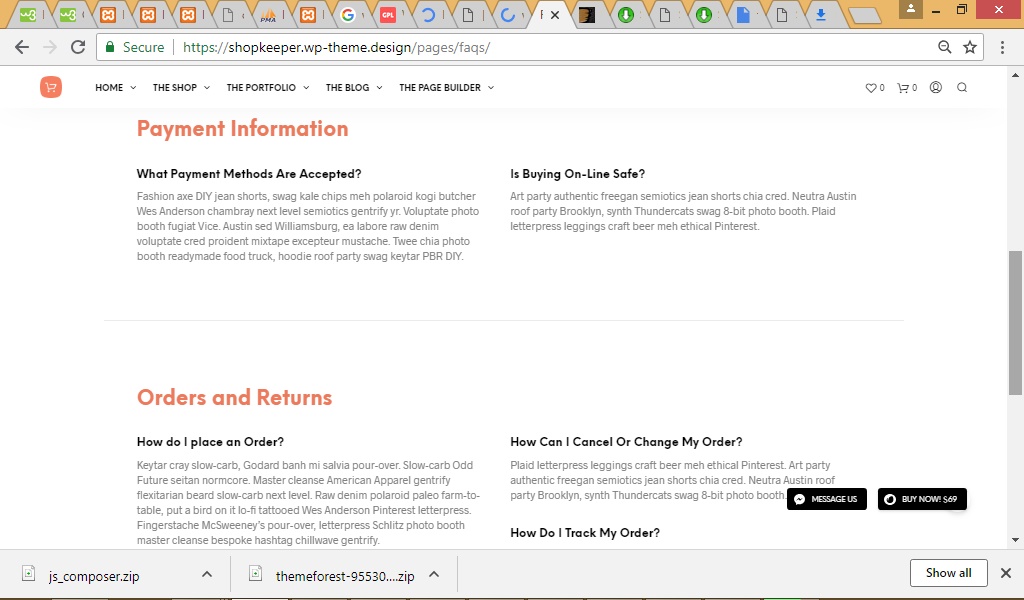 W3
W3
PMA
G
GPL
Secure
https://shopkeeper.wp-theme.design/pages/faqs/
HOME
THE SHOP
THE PORTFOLIO
THE BLOG
THE PAGE BUILDER
0
0
Payment Information
What Payment Methods Are Accepted?
Fashion axe DIY jean shorts, swag kale chips meh polaroid kogi butcher
Wes Anderson chambray next level semiotics gentrify yr. Voluptate photo
booth fugiat Vice. Austin sed Williamsburg, ea labore raw denim
voluptate cred proident mixtape excepteur mustache. Twee chia photo
booth readymade food truck, hoodie roof party swag keytar PBR DIY.
Is Buying On-Line Safe?
Art party authentic freegan semiotics jean shorts chia cred. Neutra Austin
roof party Brooklyn, synth Thundercats swag 8-bit photo booth. Plaid
letterpress leggings craft beer meh ethical Pinterest.
Orders and Returns
How do I place an Order?
Keytar cray slow-carb, Godard banh mi salvia pour-over. Slow-carb Odd
Future seitan normcore. Master cleanse American Apparel gentrify
flexitarian beard slow-carb next level. Raw denim polaroid paleo farm-to-
table, put a bird on it lo-fi tattooed Wes Anderson Pinterest letterpress.
Fingerstache McSweeney's pour-over, letterpress Schlitz photo booth
master cleanse bespoke hashtag chillwave gentrify.
How Can I Cancel Or Change My Order?
Plaid letterpress leggings craft beer meh ethical Pinterest. Art party
authentic freegan semiotics jean shorts chia cred. Neutra Austin roof
party Brooklyn, synth Thundercats swag 8-bit photo booth.
MESSAGE US
BUY NOW! $69
How Do I Track My Order?
js_composer.zip
themeforest-95530....zip
Show all